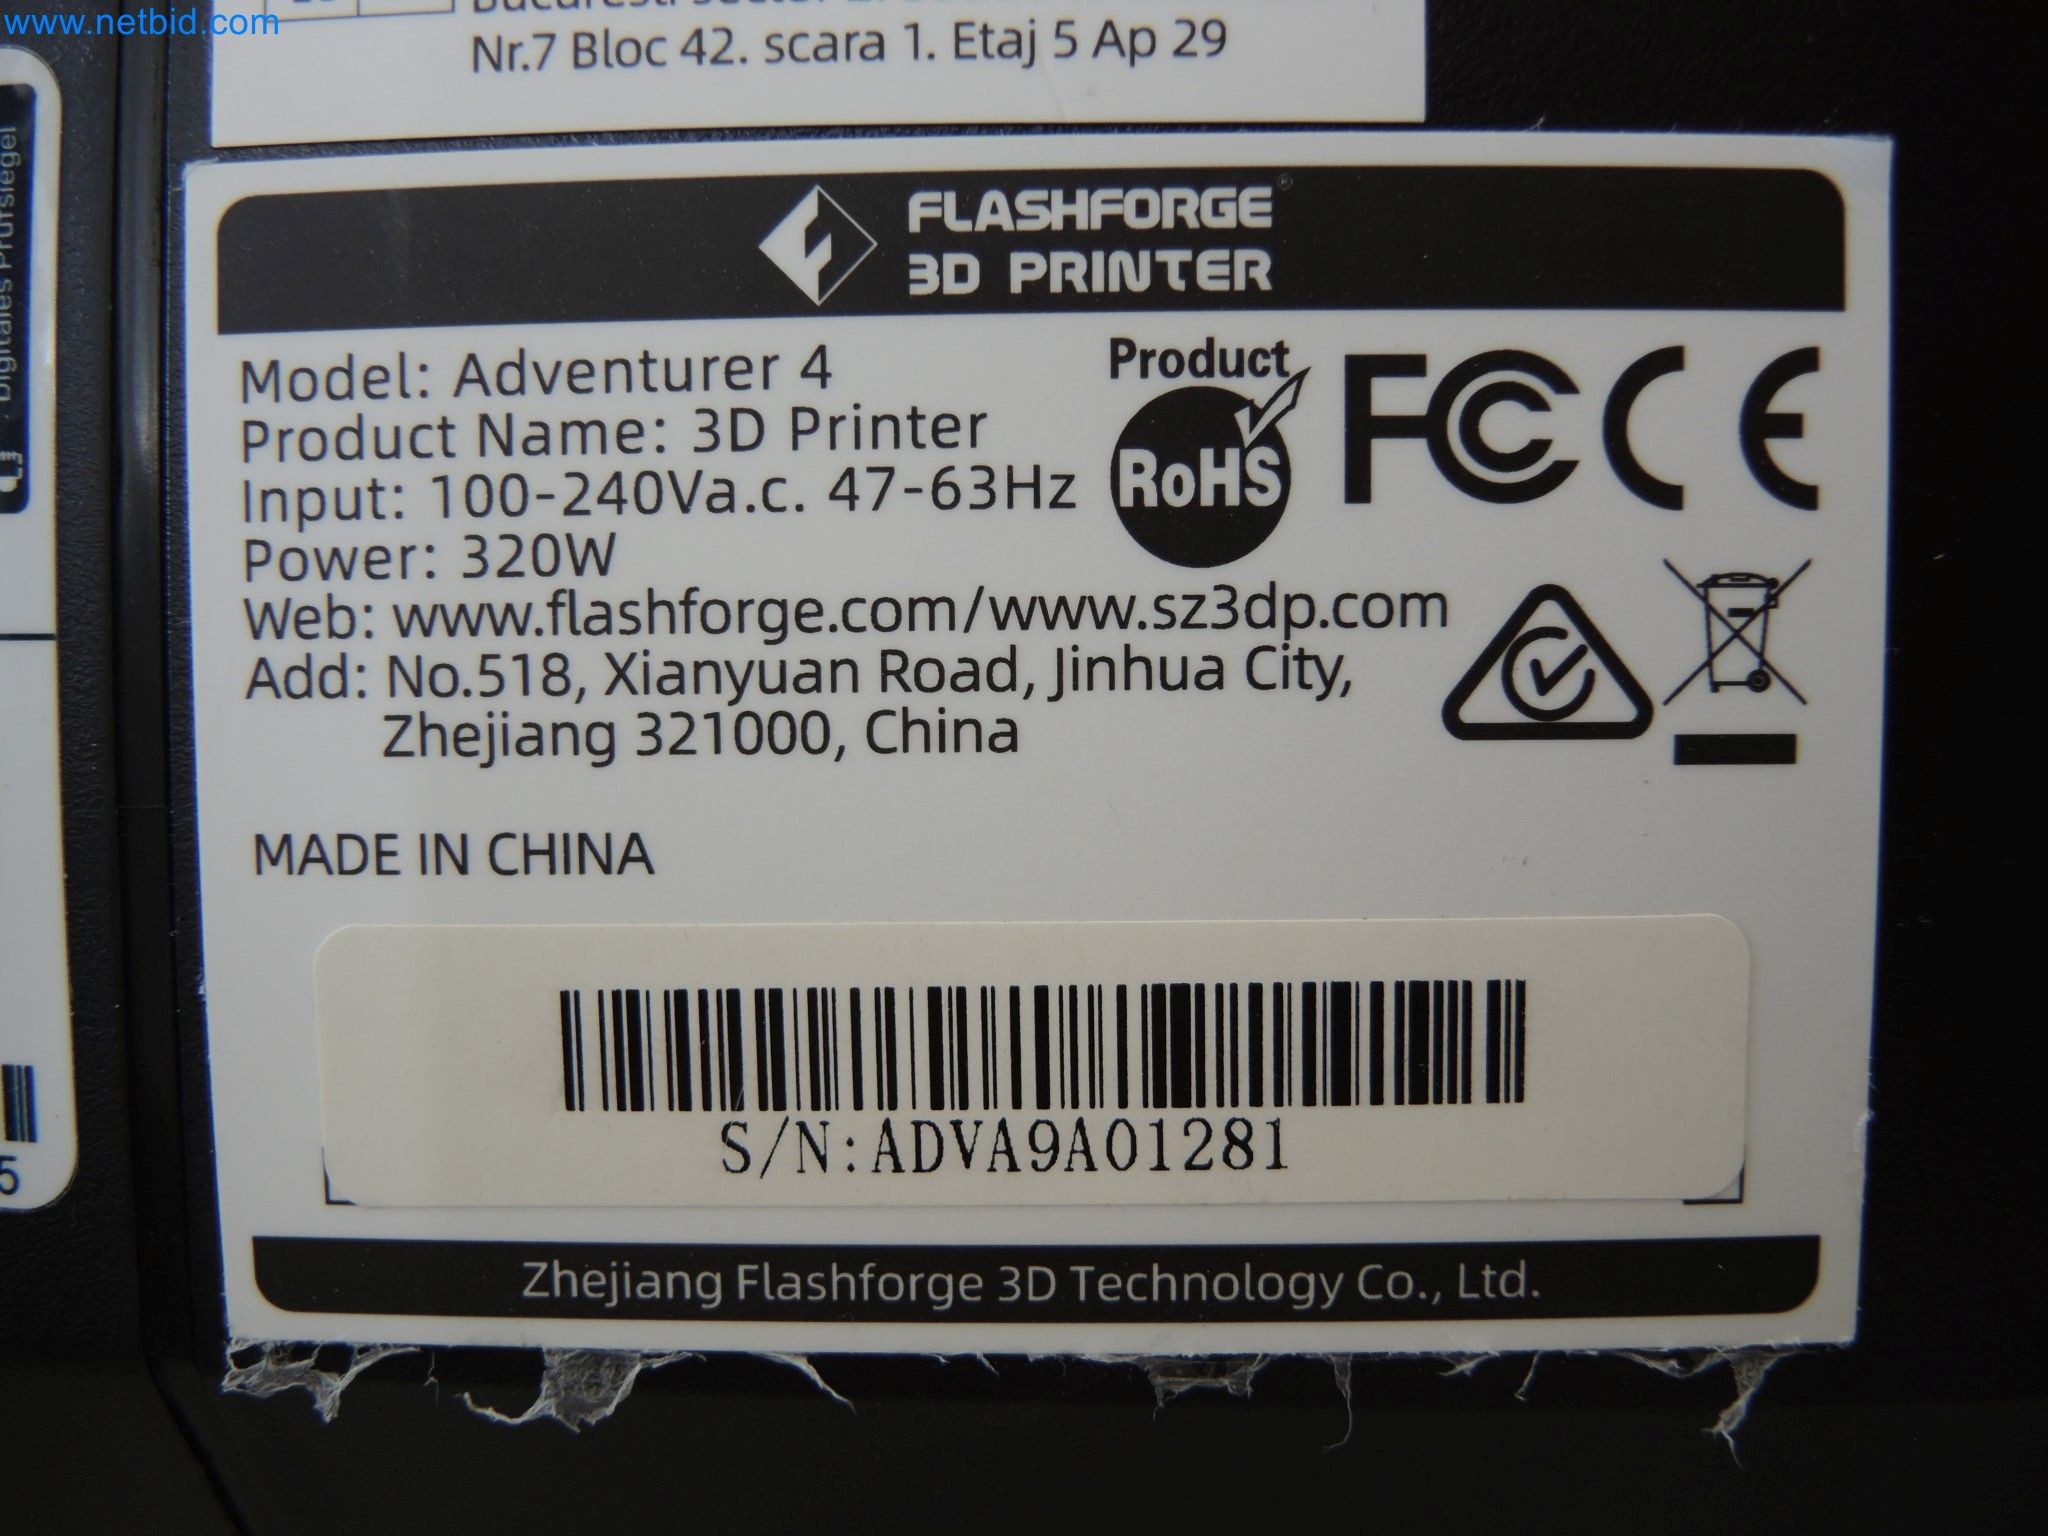 www.netbid.com
Nr.7 Bloc 42. scara 1. Etaj 5 Ap 29
Digitales Prüfsiegel
FLASHFORGE®
3D PRINTER
Model: Adventurer 4
Product Name: 3D Printer
Input: 100-240Va.c. 47-63Hz
Power: 320W
Web: www.flashforge.com/www.sz3dp.com
Add: No.518, Xianyuan Road, Jinhua City,
Zhejiang 321000, China
Product
RoHS
FC CE
MADE IN CHINA
S/N:ADVA9A01281
5
Zhejiang Flashforge 3D Technology Co., Ltd.